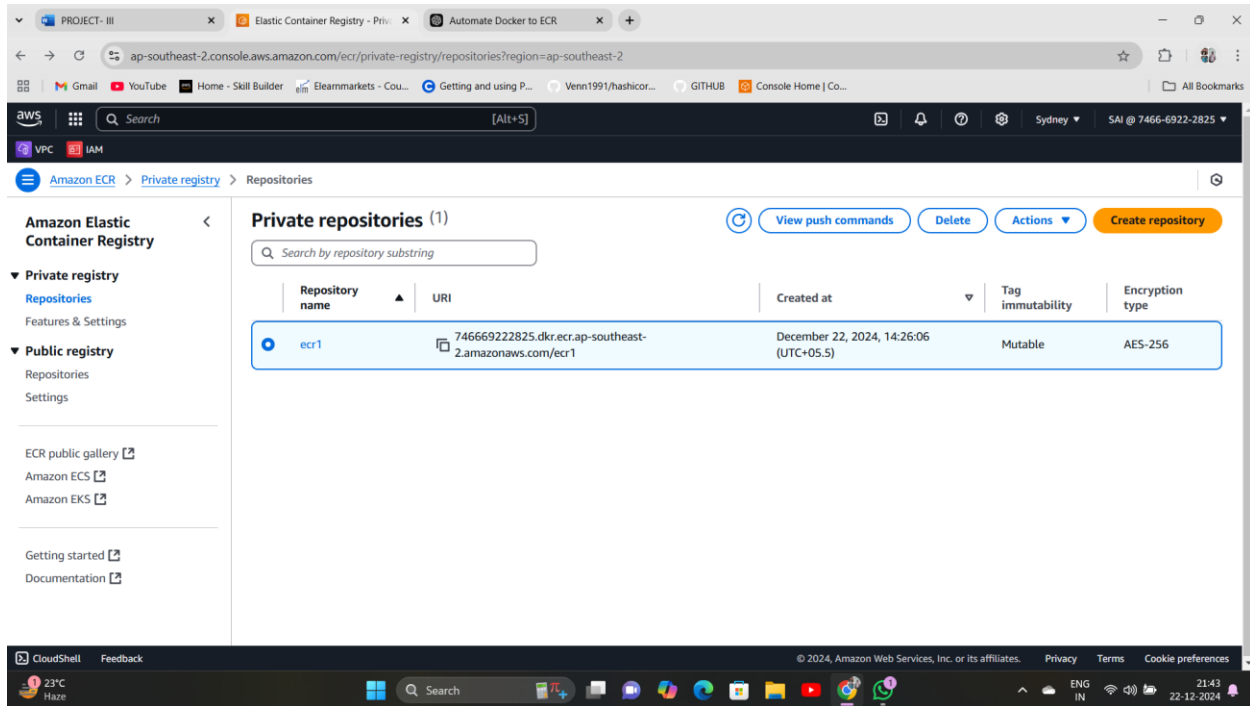 PROJECT- III
Elastic Container Registry - Priv
Automate Docker to ECR
ap-southeast-2.console.aws.amazon.com/ecr/private-registry/repositories?region=ap-southeast-2
Gmail
YouTube
Home - Skill Builder
Elearnmarkets - Cou...
Getting and using P...
Venn1991/hashicor...
GITHUB
Console Home | Co...
All Bookmarks
aws
Search
[Alt+S]
Sydney
SAI @ 7466-6922-2825
VPC
IAM
Amazon ECR > Private registry > Repositories
Amazon Elastic
Container Registry
Private registry
Repositories
Features & Settings
Public registry
Repositories
Settings
ECR public gallery
Amazon ECS
Amazon EKS
Getting started
Documentation
Private repositories (1)
View push commands
Delete
Actions
Create repository
Search by repository substring
Repository
name
URI
Created at
Tag
immutability
Encryption
type
ecr1
746669222825.dkr.ecr.ap-southeast-
2.amazonaws.com/ecr1
December 22, 2024, 14:26:06
(UTC+05.5)
Mutable
AES-256
CloudShell
Feedback
© 2024, Amazon Web Services, Inc. or its affiliates.
Privacy
Terms
Cookie preferences
1
23°C
Haze
Search
1
ENG
IN
21:43
22-12-2024